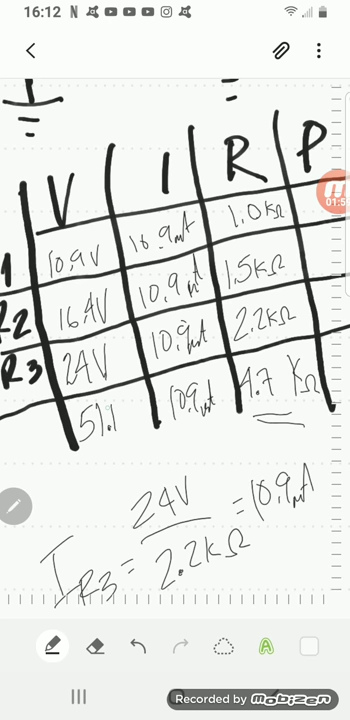 16:12
V I R P
1 10.9V 10.9mA 1.0KΩ
R2 16.4V 10.9mA 1.5KΩ
R3 24V 10.9mA 2.2KΩ
51.1 10.9mA 4.7 KΩ
I R3 = 24V / 2.2KΩ = 10.9mA
A
Recorded by mobizen